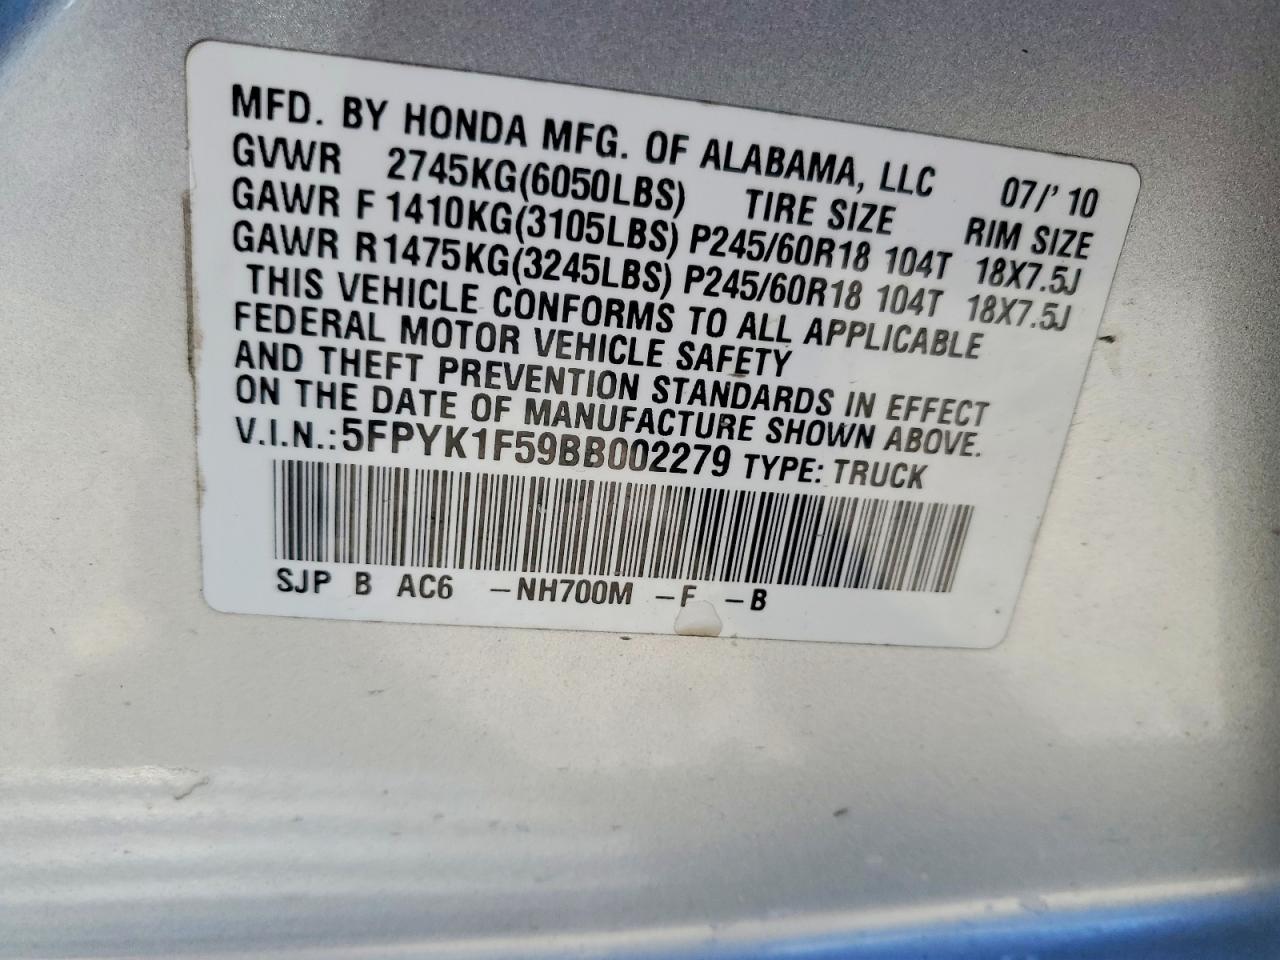 MFD. BY HONDA MFG. OF ALABAMA, LLC 07/'10
GVWR 2745KG(6050LBS) TIRE SIZE RIM SIZE
GAWR F 1410KG(3105LBS) P245/60R18 104T 18X7.5J
GAWR R 1475KG(3245LBS) P245/60R18 104T 18X7.5J
THIS VEHICLE CONFORMS TO ALL APPLICABLE
FEDERAL MOTOR VEHICLE SAFETY
AND THEFT PREVENTION STANDARDS IN EFFECT
ON THE DATE OF MANUFACTURE SHOWN ABOVE.
V.I.N.:5FPYK1F59BB002279 TYPE: TRUCK
SJP B AC6 -NH700M -F -B